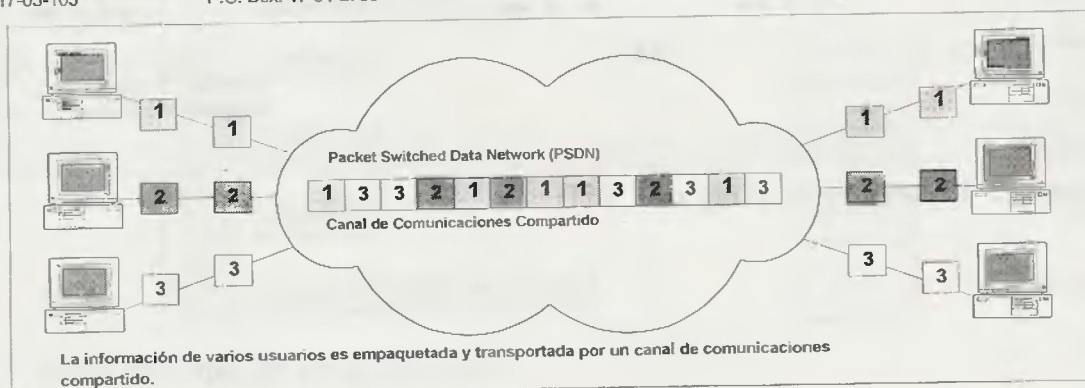 1 1 1 1
Packet Switched Data Network (PSDN)
2 2 1 3 3 2 1 2 1 1 3 2 3 1 3 2 2
Canal de Comunicaciones Compartido
3 3 3 3
La información de varios usuarios es empaquetada y transportada por un canal de comunicaciones
compartido.